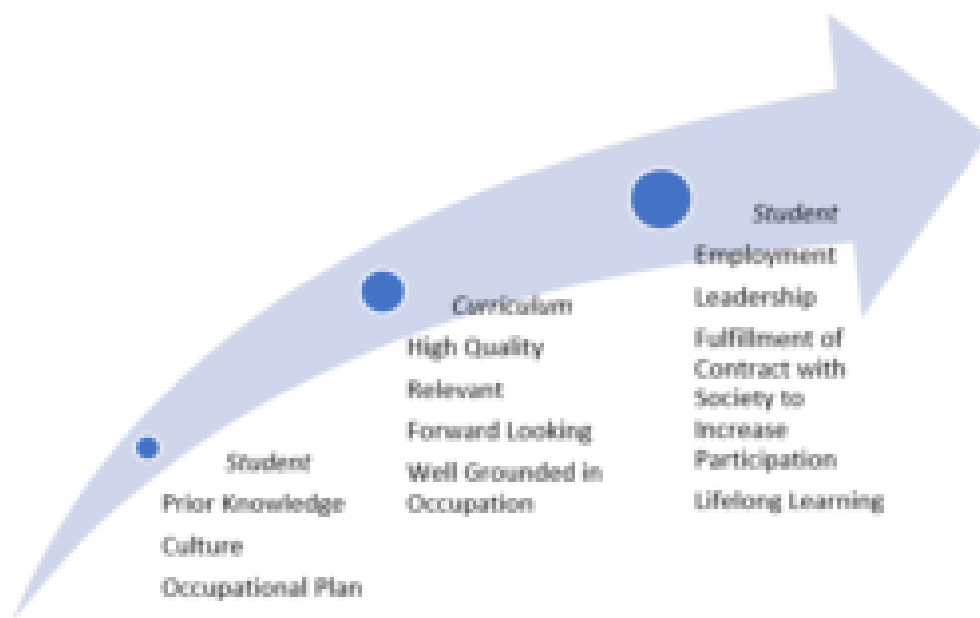 Student
Prior Knowledge
Culture
Occupational Plan
Curriculum
High Quality
Relevant
Forward Looking
Well Grounded in
Occupation
Student
Employment
Leadership
Fulfillment of
Contract with
Society to
Increase
Participation
Lifelong Learning